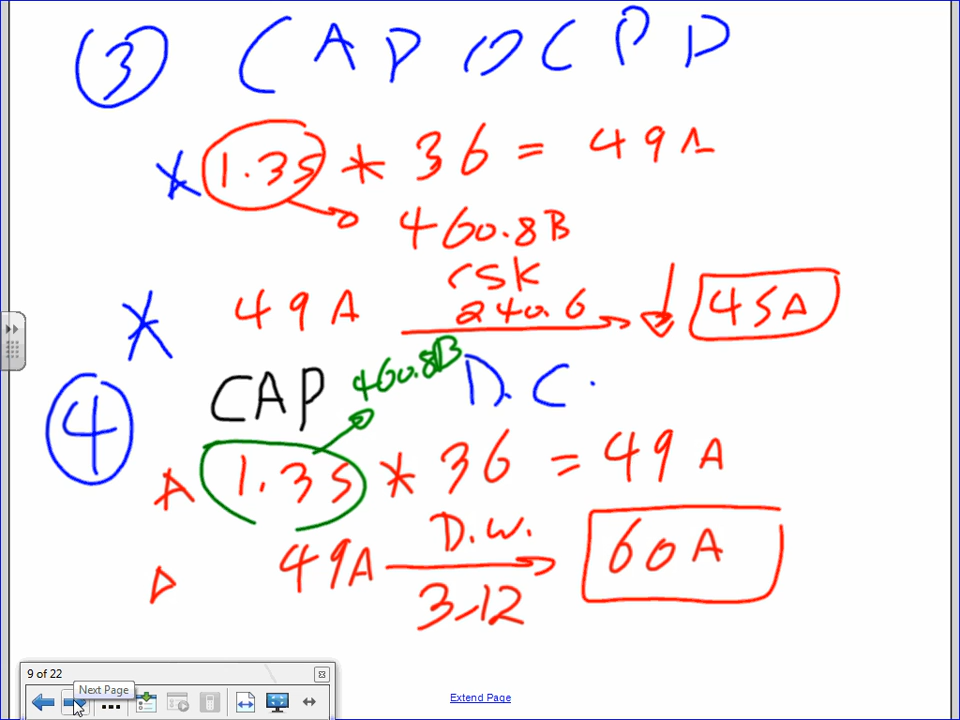 3 CAP OCPD
* 1.35 * 36 = 49A
460.8B
CSK
49A 240.6 45A
460.8B
4 CAP D.C.
1.35 * 36 = 49A
D.W.
49A 60A
3-12
9 of 22
Next Page
Extend Page